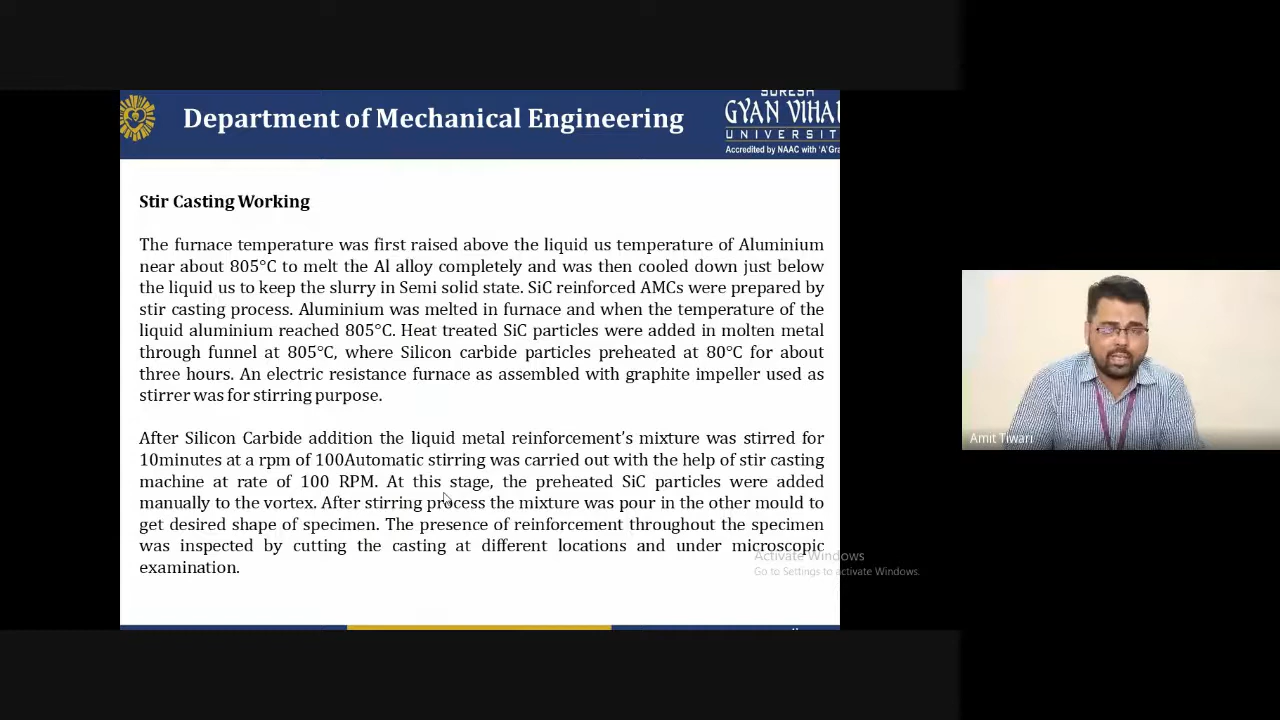 Department of Mechanical Engineering
SURESH
GYAN VIHAR
UNIVERSIT
Accredited by NAAC with 'A'Gra
Stir Casting Working
The furnace temperature was first raised above the liquid us temperature of Aluminium
near about 805°C to melt the Al alloy completely and was then cooled down just below
the liquid us to keep the slurry in Semi solid state. SiC reinforced AMCs were prepared by
stir casting process. Aluminium was melted in furnace and when the temperature of the
liquid aluminium reached 805°C. Heat treated SiC particles were added in molten metal
through funnel at 805°C, where Silicon carbide particles preheated at 80°C for about
three hours. An electric resistance furnace as assembled with graphite impeller used as
stirrer was for stirring purpose.
After Silicon Carbide addition the liquid metal reinforcement's mixture was stirred for
10minutes at a rpm of 100Automatic stirring was carried out with the help of stir casting
machine at rate of 100 RPM. At this stage, the preheated SiC particles were added
manually to the vortex. After stirring process the mixture was pour in the other mould to
get desired shape of specimen. The presence of reinforcement throughout the specimen
was inspected by cutting the casting at different locations and under microscopic
examination.
Activate Windows
Go to Settings to activate Windows.
Amit Tiwari